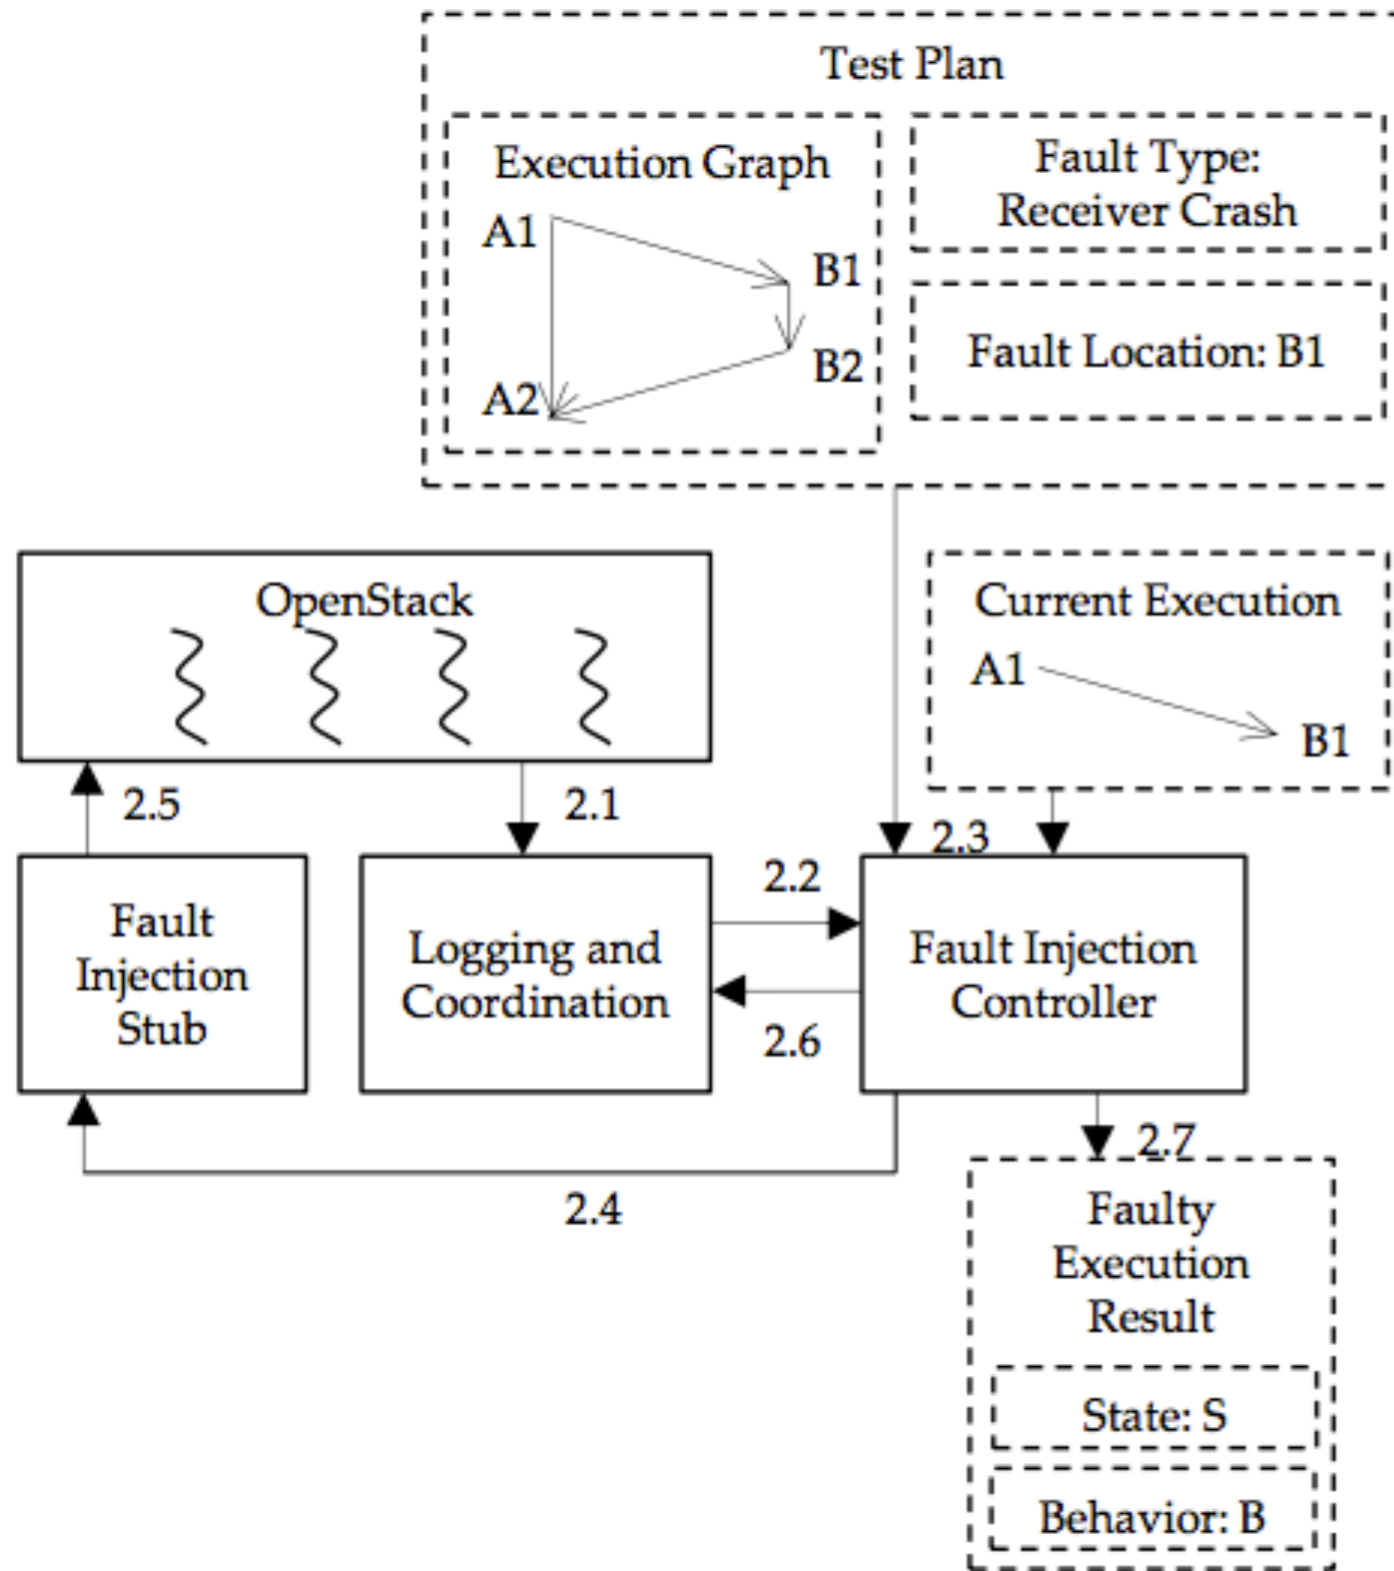 Test Plan
Execution Graph
A1
B1
B2
A2
Fault Type:
Receiver Crash
Fault Location: B1
OpenStack
Current Execution
A1
B1
2.5
2.1
2.3
2.2
Fault
Injection
Stub
Logging and
Coordination
Fault Injection
Controller
2.6
2.7
2.4
Faulty
Execution
Result
State: S
Behavior: B